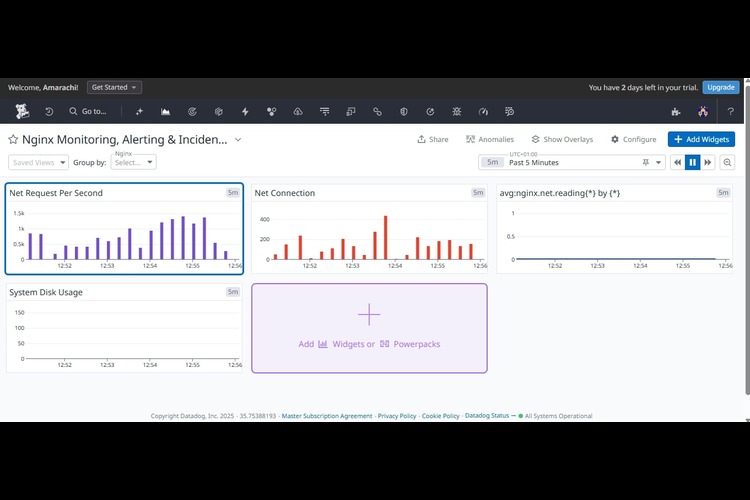 Welcome, Amarachi! Get Started You have 2 days left in your trial. Upgrade
Go to... ?
Nginx Monitoring, Alerting & Inciden... Share Anomalies Show Overlays Configure + Add Widgets
Saved Views Group by: Nginx Select... 5m UTC+01:00 Past 5 Minutes
Net Request Per Second 5m
1.5k
1k
0.5k
0
12:52 12:53 12:54 12:55 12:56
Net Connection 5m
400
200
0
12:52 12:53 12:54 12:55 12:56
avg:nginx.net.reading{*} by {*} 5m
1
0.5
0
12:52 12:53 12:54 12:55 12:56
System Disk Usage 5m
150
100
50
0
12:52 12:53 12:54 12:55 12:56
Add Widgets or Powerpacks
Copyright Datadog, Inc. 2025 - 35.75388193 - Master Subscription Agreement - Privacy Policy - Cookie Policy - Datadog Status → All Systems Operational